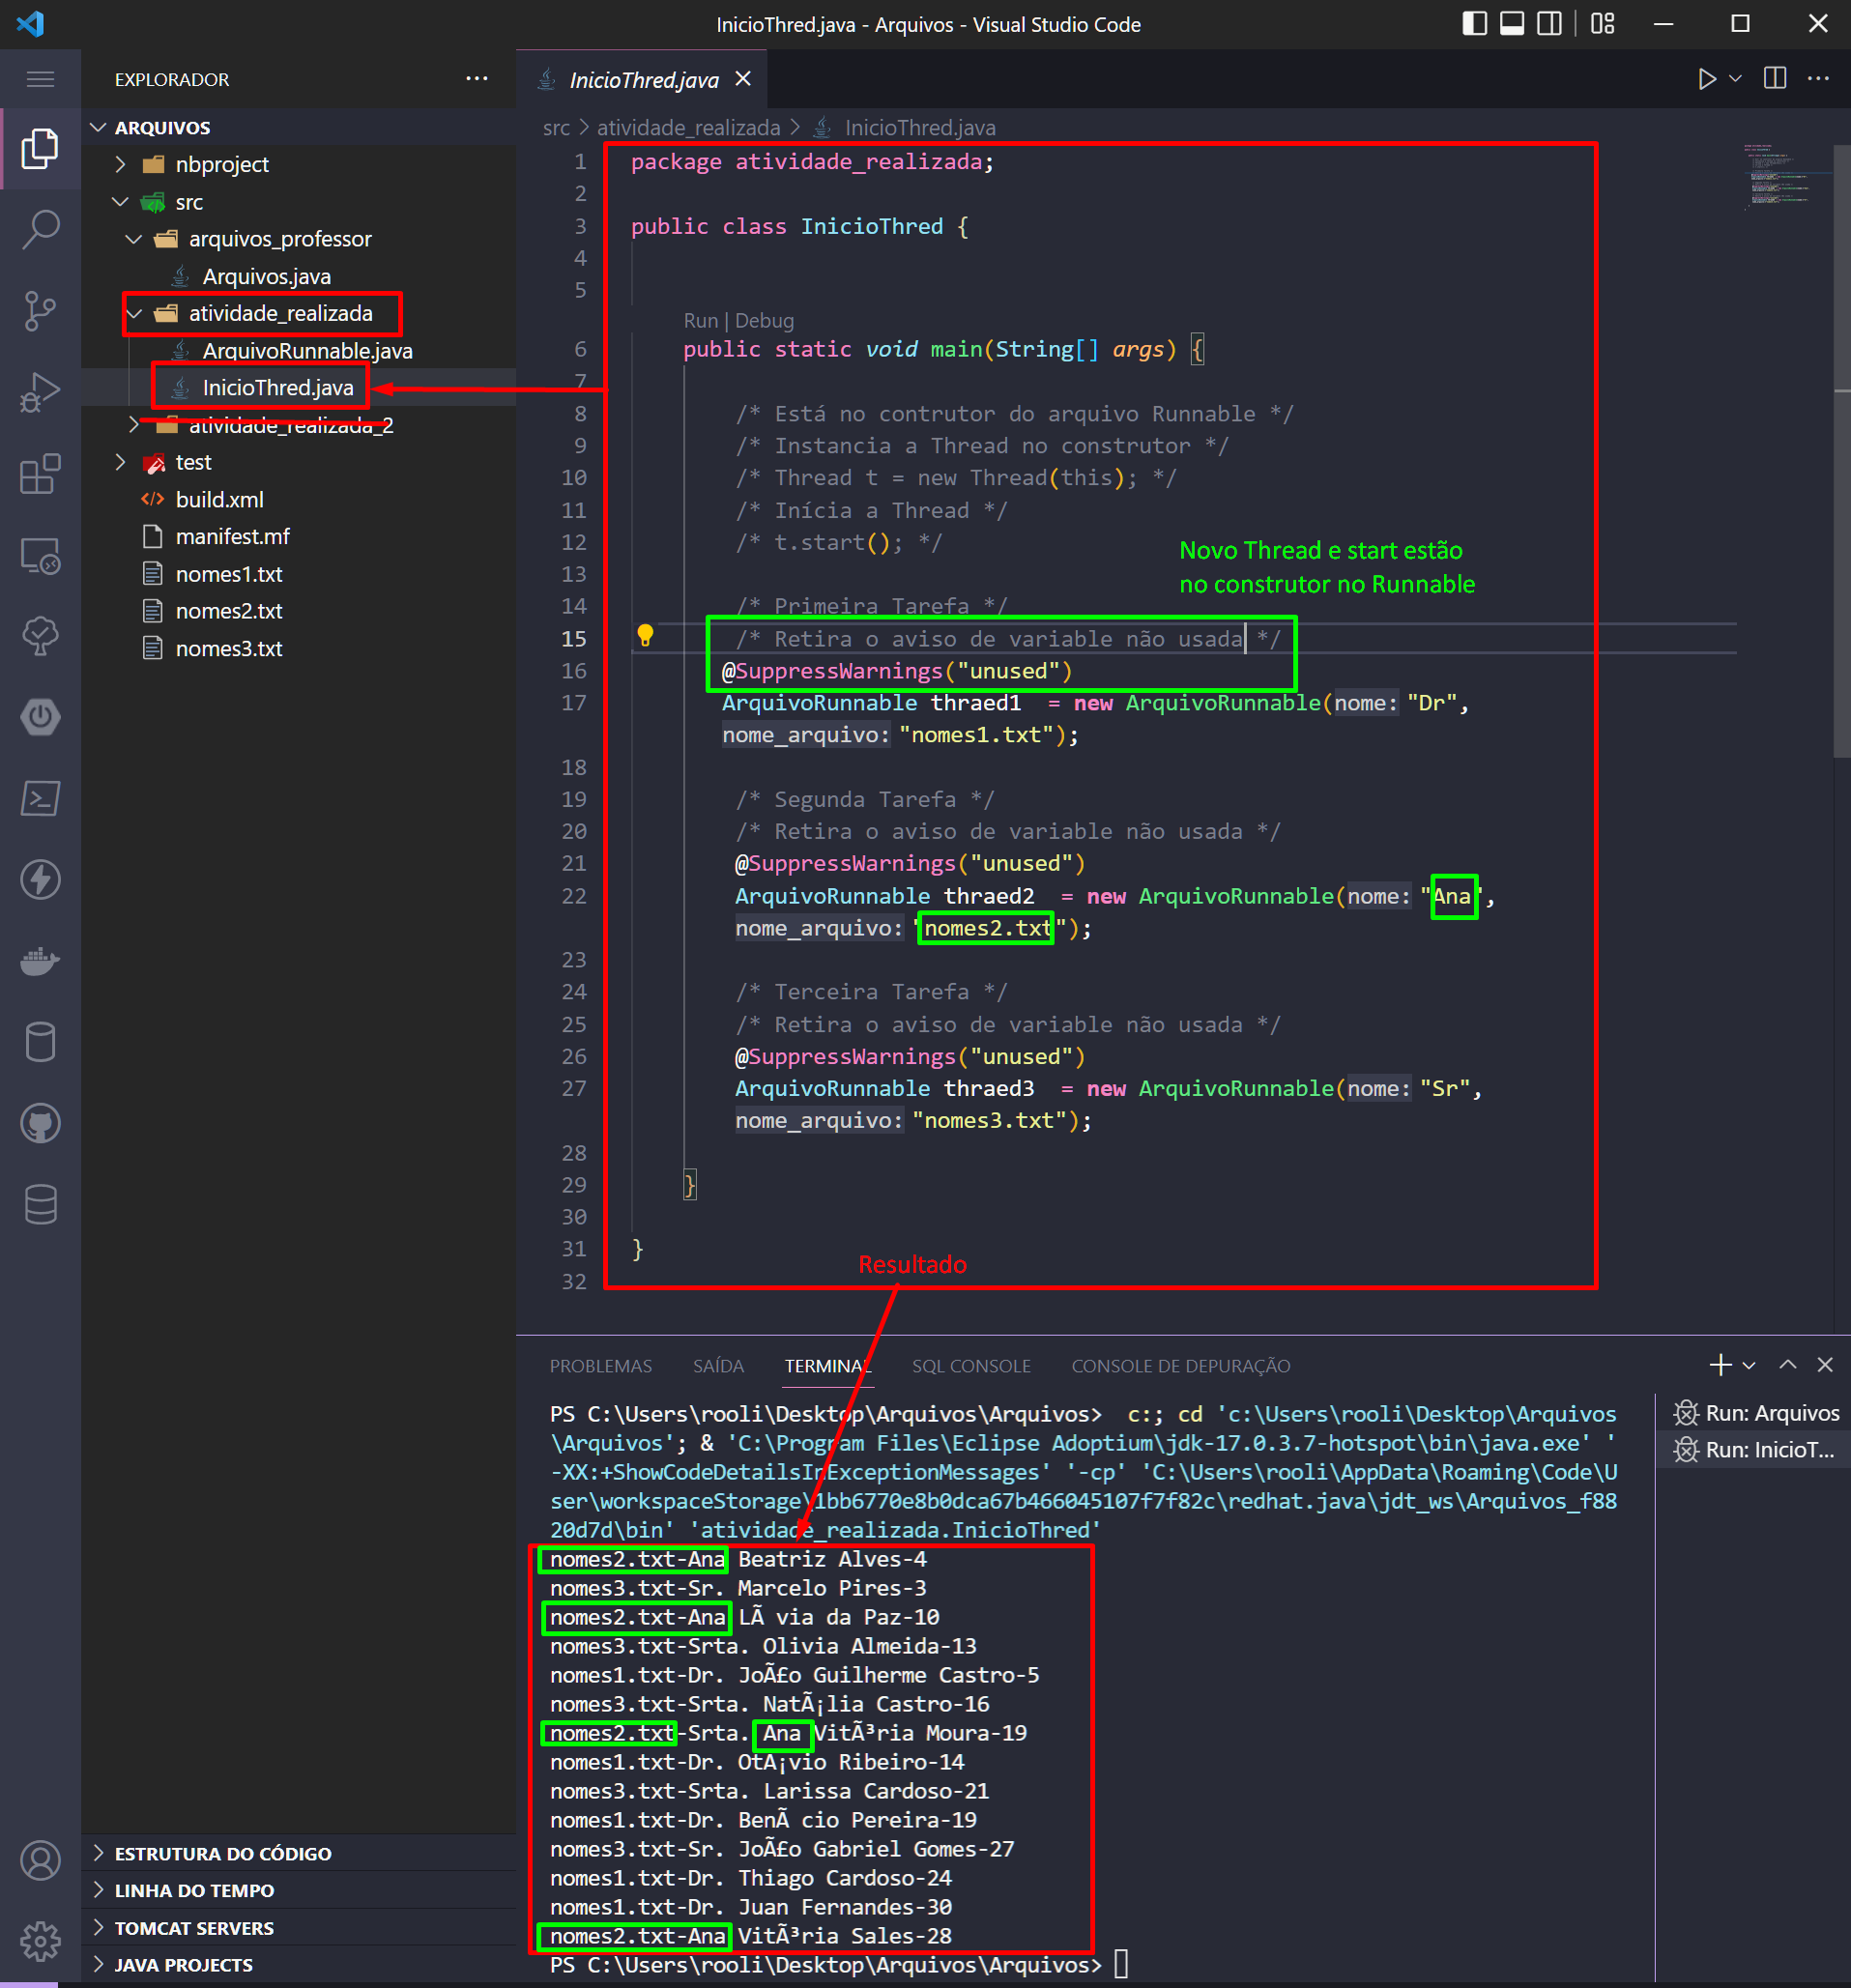 InicioThred.java - Arquivos - Visual Studio Code
EXPLORADOR
ARQUIVOS
nbproject
src
arquivos_professor
Arquivos.java
atividade_realizada
ArquivoRunnable.java
InicioThred.java
atividade_realizada_2
test
build.xml
manifest.mf
nomes1.txt
nomes2.txt
nomes3.txt
ESTRUTURA DO CÓDIGO
LINHA DO TEMPO
TOMCAT SERVERS
JAVA PROJECTS
InicioThred.java
src > atividade_realizada > InicioThred.java
1 package atividade_realizada;
2
3 public class InicioThred {
4
5
Run | Debug
6 public static void main(String[] args) {
7
8 /* Está no contrutor do arquivo Runnable */
9 /* Instancia a Thread no construtor */
10 /* Thread t = new Thread(this); */
11 /* Inícia a Thread */
12 /* t.start(); */
Novo Thread e start estão
no construtor no Runnable
13
14 /* Primeira Tarefa */
15 /* Retira o aviso de variable não usada */
16 @SuppressWarnings("unused")
17 ArquivoRunnable thraed1 = new ArquivoRunnable(nome: "Dr",
nome_arquivo: "nomes1.txt");
18
19 /* Segunda Tarefa */
20 /* Retira o aviso de variable não usada */
21 @SuppressWarnings("unused")
22 ArquivoRunnable thraed2 = new ArquivoRunnable(nome: "Ana",
nome_arquivo: "nomes2.txt");
23
24 /* Terceira Tarefa */
25 /* Retira o aviso de variable não usada */
26 @SuppressWarnings("unused")
27 ArquivoRunnable thraed3 = new ArquivoRunnable(nome: "Sr",
nome_arquivo: "nomes3.txt");
28
29 }
30
31 }
32
Resultado
PROBLEMAS SAÍDA TERMINAL SQL CONSOLE CONSOLE DE DEPURAÇÃO
PS C:\Users\rooli\Desktop\Arquivos\Arquivos> c:; cd 'c:\Users\rooli\Desktop\Arquivos
\Arquivos'; & 'C:\Program Files\Eclipse Adoptium\jdk-17.0.3.7-hotspot\bin\java.exe' '
-XX:+ShowCodeDetailsInExceptionMessages' '-cp' 'C:\Users\rooli\AppData\Roaming\Code\U
ser\workspaceStorage\1bb6770e8b0dca67b466045107f7f82c\redhat.java\jdt_ws\Arquivos_f88
20d7d\bin' 'atividade_realizada.InicioThred'
nomes2.txt-Ana Beatriz Alves-4
nomes3.txt-Sr. Marcelo Pires-3
nomes2.txt-Ana LÃ via da Paz-10
nomes3.txt-Srta. Olivia Almeida-13
nomes1.txt-Dr. JoÃ£o Guilherme Castro-5
nomes3.txt-Srta. NatÃ¡lia Castro-16
nomes2.txt-Srta. Ana VitÃ³ria Moura-19
nomes1.txt-Dr. OtÃ¡vio Ribeiro-14
nomes3.txt-Srta. Larissa Cardoso-21
nomes1.txt-Dr. BenÃ cio Pereira-19
nomes3.txt-Sr. JoÃ£o Gabriel Gomes-27
nomes1.txt-Dr. Thiago Cardoso-24
nomes1.txt-Dr. Juan Fernandes-30
nomes2.txt-Ana VitÃ³ria Sales-28
PS C:\Users\rooli\Desktop\Arquivos\Arquivos>
Run: Arquivos
Run: InicioT...